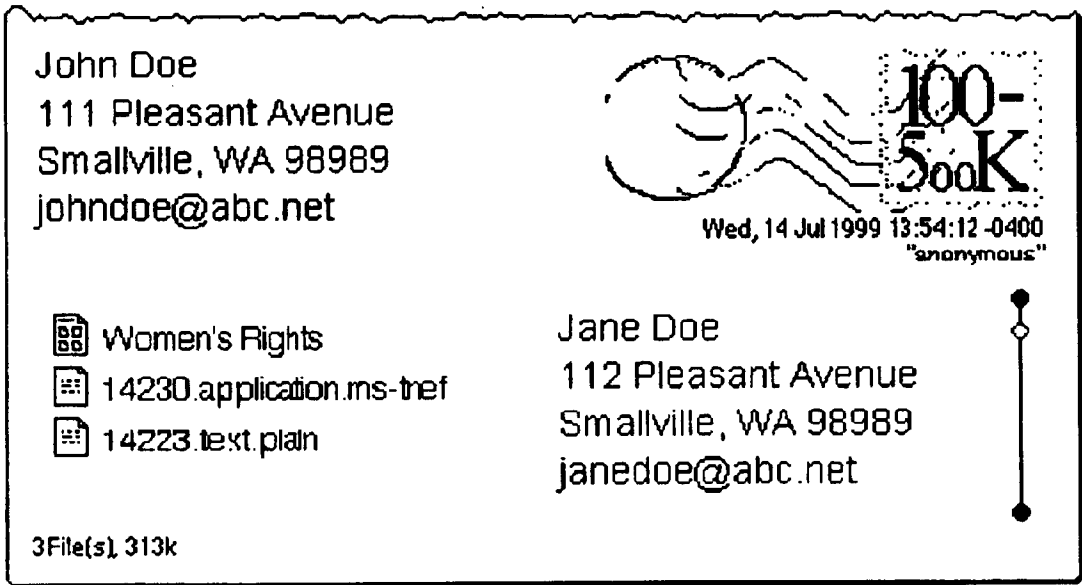 John Doe
111 Pleasant Avenue
Smallville, WA 98989
johndoe@abc.net
100-
500K
Wed, 14 Jul 1999 13:54:12 -0400
"anonymous"
Women's Rights
14230.application.ms-tnef
14223.text.plain
Jane Doe
112 Pleasant Avenue
Smallville, WA 98989
janedoe@abc.net
3File(s), 313k